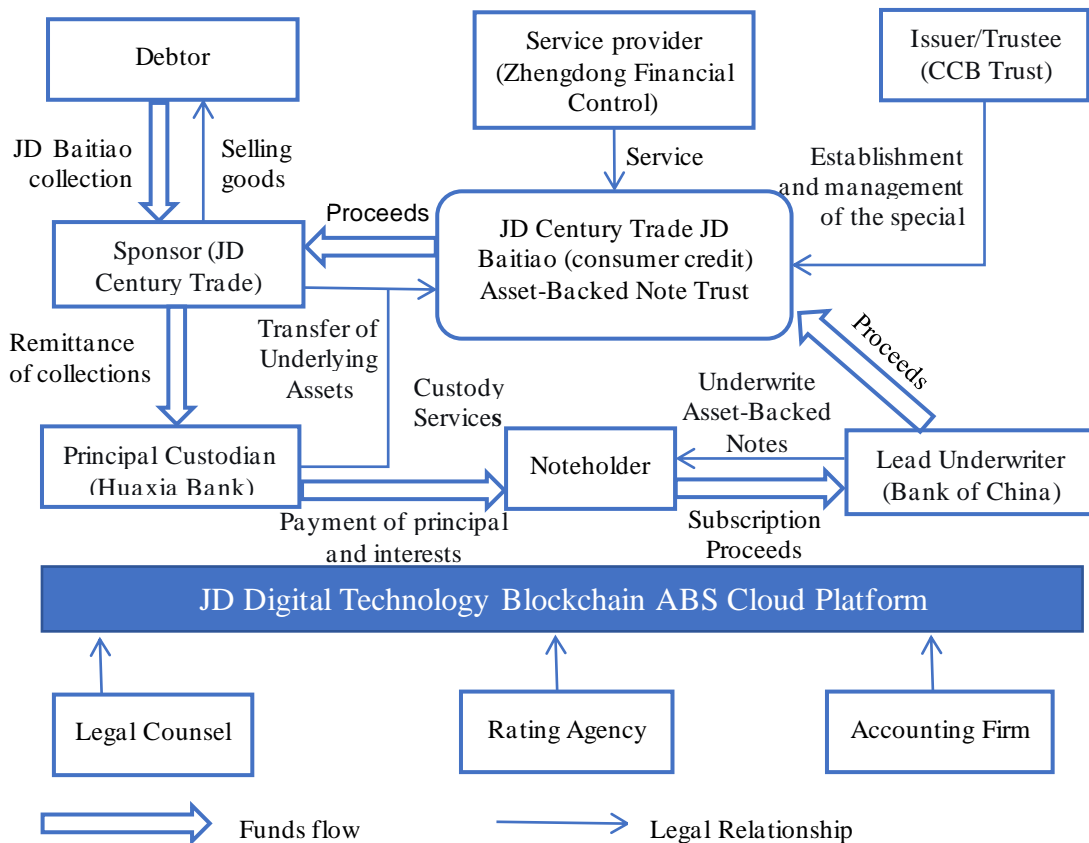 Debtor
Service provider
(Zhengdong Financial
Control)
Issuer/Trustee
(CCB Trust)
JD Baitiao
collection
Selling
goods
Service
Establishment
and management
of the special
Proceeds
Sponsor (JD
Century Trade)
JD Century Trade JD
Baitiao (consumer credit)
Asset-Backed Note Trust
Remittance
of collections
Transfer of
Underlying
Assets
Custody
Services
Underwrite
Asset-Backed
Notes
Proceeds
Principal Custodian
(Huaxia Bank)
Noteholder
Lead Underwriter
(Bank of China)
Payment of principal
and interests
Subscription
Proceeds
JD Digital Technology Blockchain ABS Cloud Platform
Legal Counsel
Rating Agency
Accounting Firm
Funds flow
Legal Relationship